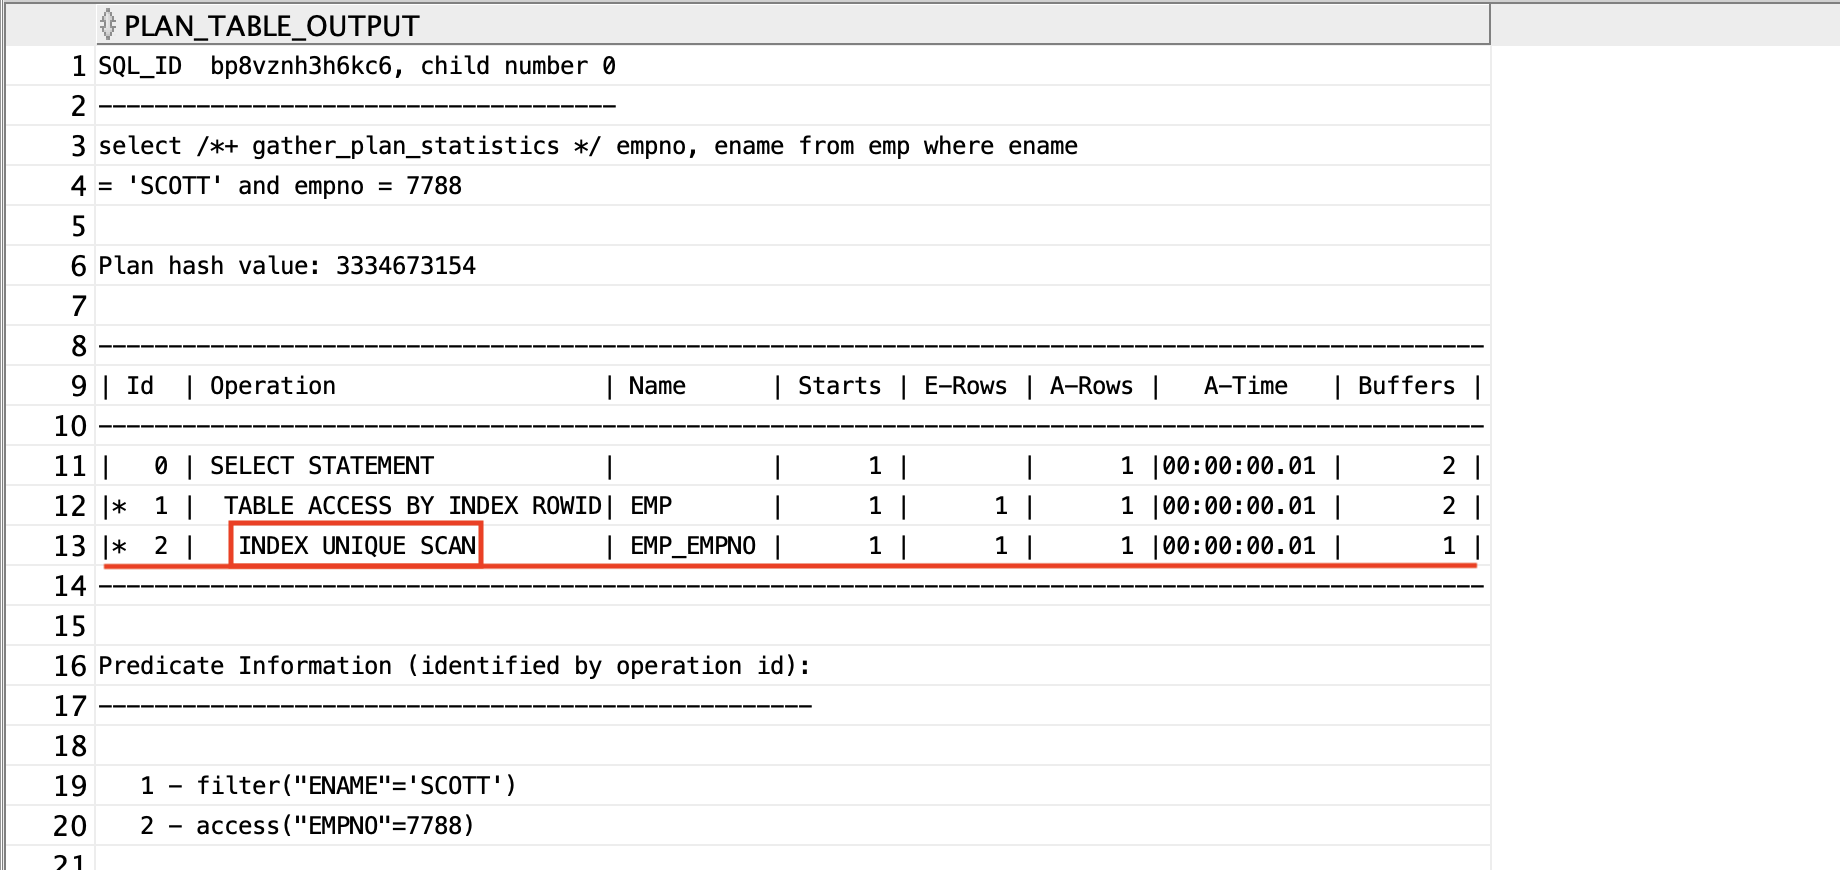 PLAN_TABLE_OUTPUT
1 SQL_ID  bp8vznh3h6kc6, child number 0
2 -------------------------------------
3 select /*+ gather_plan_statistics */ empno, ename from emp where ename
4 = 'SCOTT' and empno = 7788
5
6 Plan hash value: 3334673154
7
8 ---------------------------------------------------------------------------------------------------
9 | Id  | Operation                   | Name      | Starts | E-Rows | A-Rows |   A-Time   | Buffers |
10 ---------------------------------------------------------------------------------------------------
11 |   0 | SELECT STATEMENT            |           |      1 |        |      1 |00:00:00.01 |       2 |
12 |*  1 |  TABLE ACCESS BY INDEX ROWID| EMP       |      1 |      1 |      1 |00:00:00.01 |       2 |
13 |*  2 |   INDEX UNIQUE SCAN         | EMP_EMPNO |      1 |      1 |      1 |00:00:00.01 |       1 |
14 ---------------------------------------------------------------------------------------------------
15
16 Predicate Information (identified by operation id):
17 ---------------------------------------------------
18
19    1 - filter("ENAME"='SCOTT')
20    2 - access("EMPNO"=7788)
21